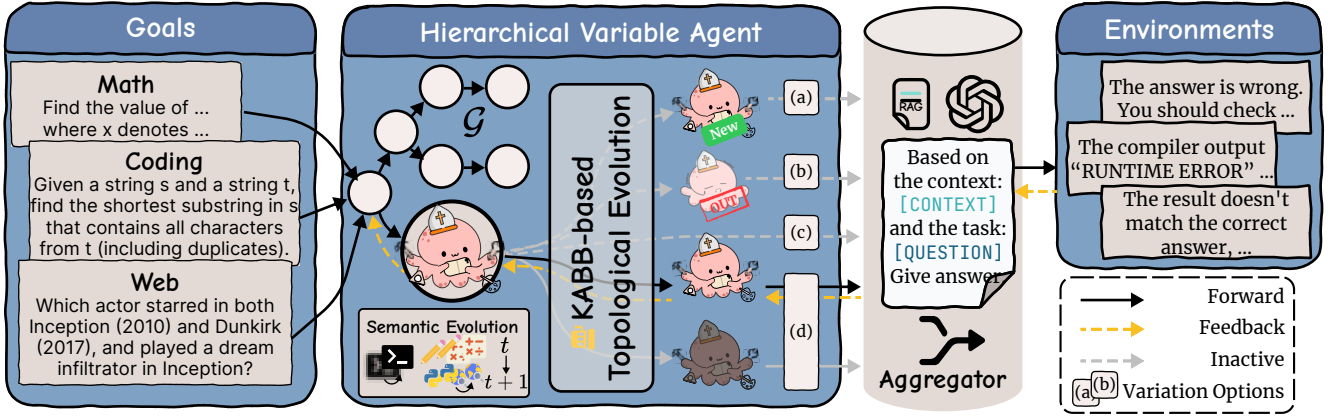 Goals
Math
Find the value of ...
where x denotes ...
Coding
Given a string s and a string t,
find the shortest substring in s
that contains all characters
from t (including duplicates).
Web
Which actor starred in both
Inception (2010) and Dunkirk
(2017), and played a dream
infiltrator in Inception?
Hierarchical Variable Agent
𝒢
Semantic Evolution
t
t + 1
KABB-based
Topological Evolution
New
OUT
(a)
(b)
(c)
(d)
RAG
Based on
the context:
[CONTEXT]
and the task:
[QUESTION]
Give answer
Aggregator
Environments
The answer is wrong.
You should check ...
The compiler output
“RUNTIME ERROR” ...
The result doesn't
match the correct
answer, ...
Forward
Feedback
Inactive
(a) (b) Variation Options